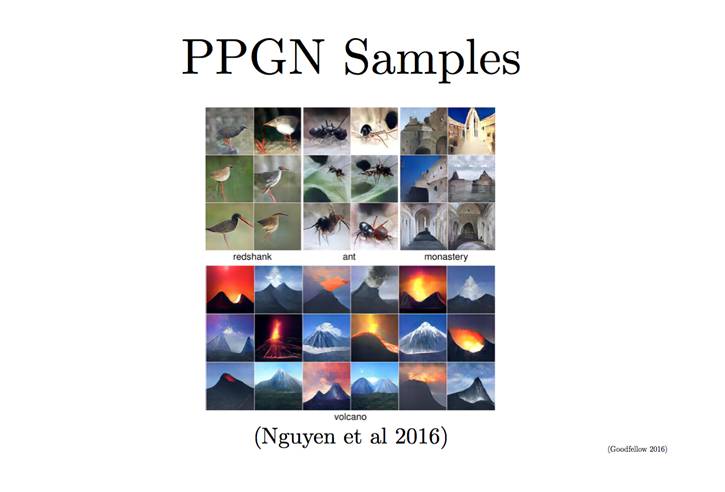 PPGN Samples
redshank ant monastery
volcano
(Nguyen et al 2016)
(Goodfellow 2016)